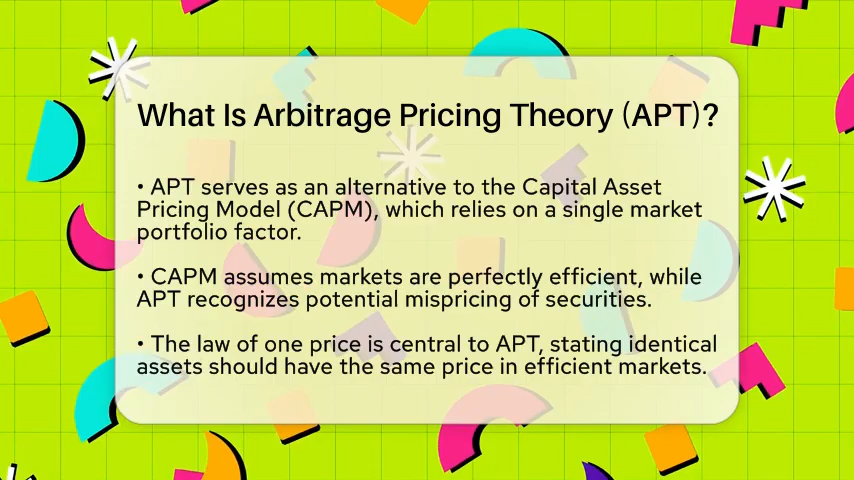 What Is Arbitrage Pricing Theory (APT)?
• APT serves as an alternative to the Capital Asset
Pricing Model (CAPM), which relies on a single market
portfolio factor.
• CAPM assumes markets are perfectly efficient, while
APT recognizes potential mispricing of securities.
• The law of one price is central to APT, stating identical
assets should have the same price in efficient markets.